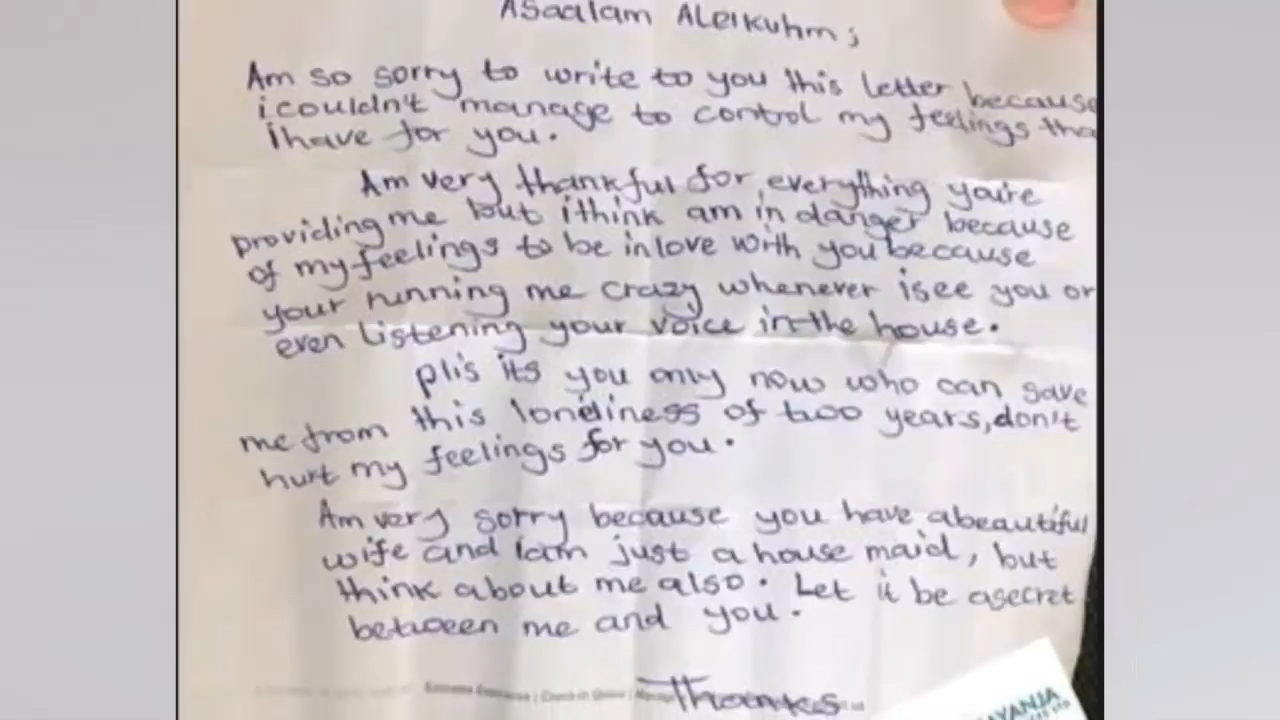 Asaalam Aleikuhm;
Am so sorry to write to you this letter because
i couldn't manage to control my feelings tha
i have for you.
Am very thankful for everything you're
providing me but ithink am in danger because
of my feelings to be inlove with you because
your running me crazy whenever isee you or
even listening your voice in the house.
plis its you only now who can save
me from this loneliness of two years, don't
hurt my feelings for you.
Am very sorry because you have abeautiful
wife and iam just a house maid, but
think about me also. Let it be asecret
between me and you.
Thanks